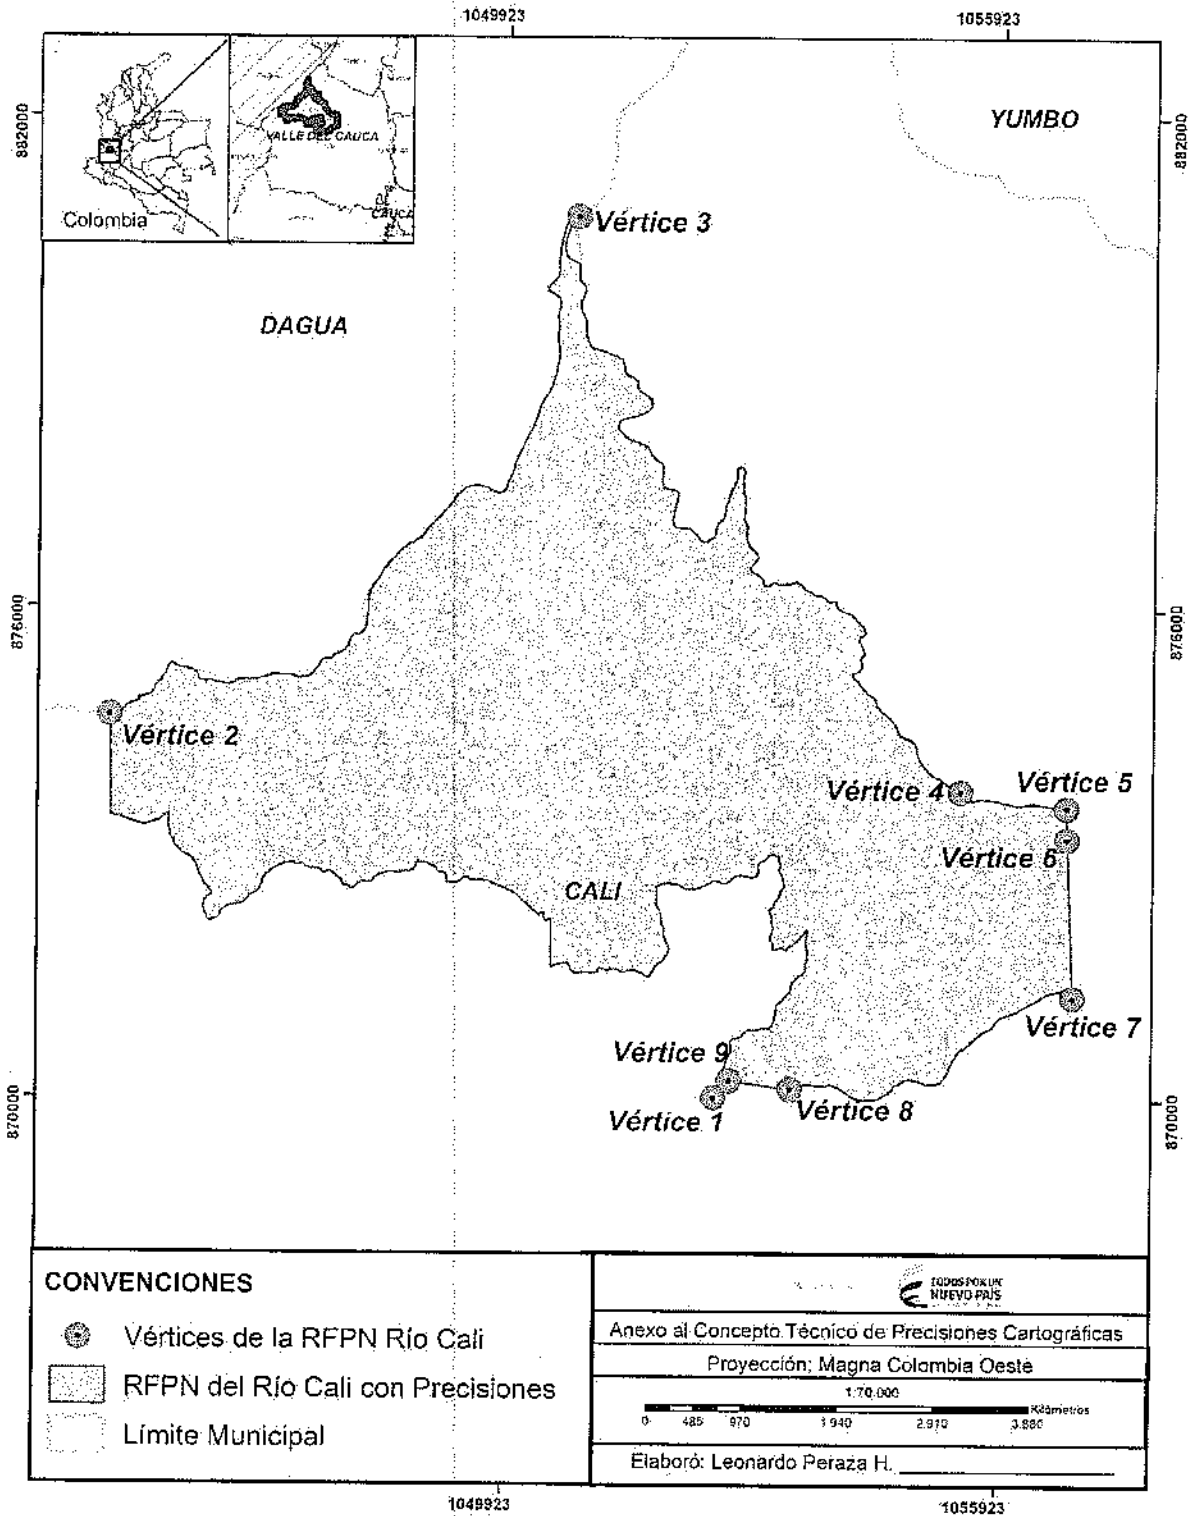 1049923
1055923
882000
882000
Colombia
VALLE DEL CAUCA
CAUCA
YUMBO
Vértice 3
DAGUA
876000
876000
Vértice 2
Vértice 4
Vértice 5
Vértice 6
CALI
Vértice 7
Vértice 9
Vértice 1
Vértice 8
870000
870000
CONVENCIONES
Vértices de la RFPN Río Cali
RFPN del Río Cali con Precisiones
Límite Municipal
TODOS POR UN
NUEVO PAÍS
Anexo al Concepto Técnico de Precisiones Cartográficas
Proyección: Magna Colombia Oeste
1:70.000
Kilómetros
0 485 970 1.940 2.910 3.880
Elaboró: Leonardo Peraza H.
1049923
1055923